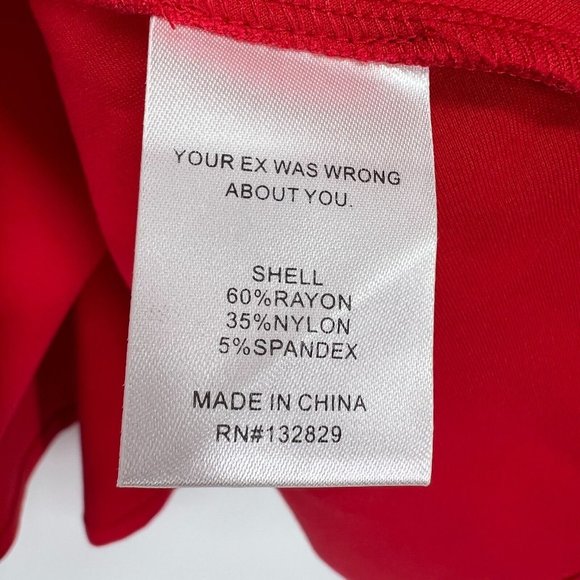 YOUR EX WAS WRONG
ABOUT YOU.
SHELL
60%RAYON
35%NYLON
5%SPANDEX
MADE IN CHINA
RN#132829